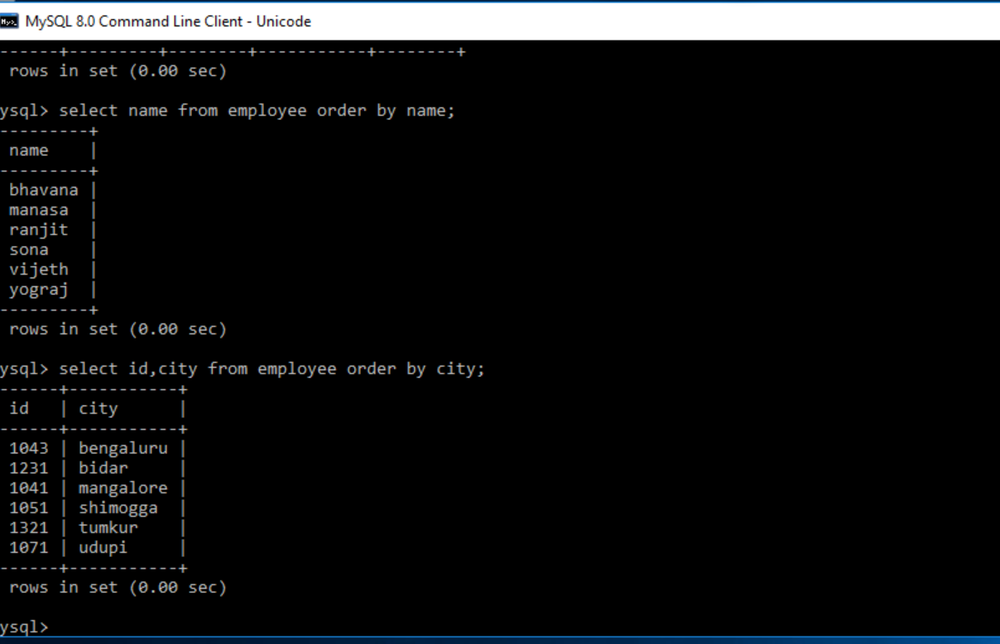 MySQL 8.0 Command Line Client - Unicode
------+---------+--------+-----------+--------+
rows in set (0.00 sec)
ysql> select name from employee order by name;
---------+
name    |
---------+
bhavana |
manasa  |
ranjit  |
sona    |
vijeth  |
yograj  |
---------+
rows in set (0.00 sec)
ysql> select id,city from employee order by city;
------+-----------+
id   | city      |
------+-----------+
1043 | bengaluru |
1231 | bidar     |
1041 | mangalore |
1051 | shimogga  |
1321 | tumkur    |
1071 | udupi     |
------+-----------+
rows in set (0.00 sec)
ysql>